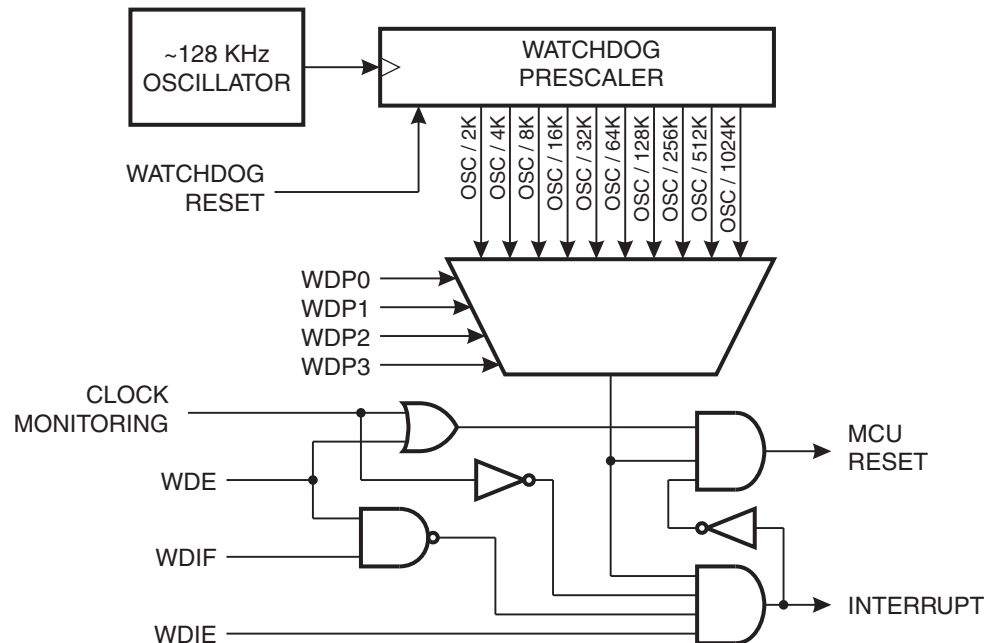 ~128 KHz
OSCILLATOR
WATCHDOG
PRESCALER
WATCHDOG
RESET
OSC / 2K
OSC / 4K
OSC / 8K
OSC / 16K
OSC / 32K
OSC / 64K
OSC / 128K
OSC / 256K
OSC / 512K
OSC / 1024K
WDP0
WDP1
WDP2
WDP3
CLOCK
MONITORING
MCU
RESET
WDE
WDIF
INTERRUPT
WDIE